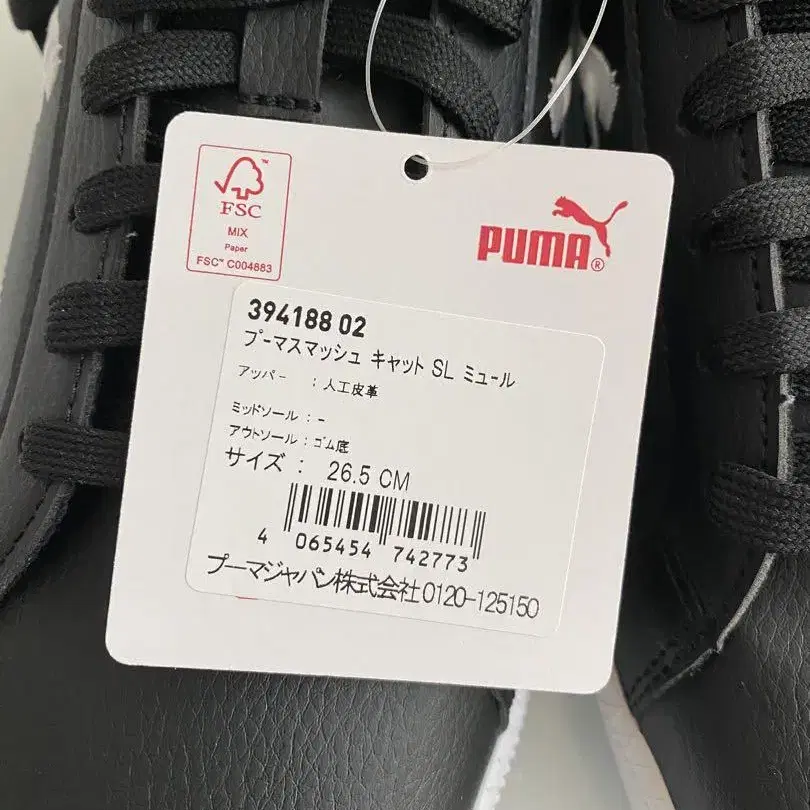 FSC™
MIX
Paper
FSC™ C004883
PUMA®
394188 02
プーマスマッシュ キャット SL ミュール
アッパー : 人工皮革
ミッドソール : -
アウトソール : ゴム底
サイズ : 26.5 CM
4 065454 742773
プーマジャパン株式会社0120-125150